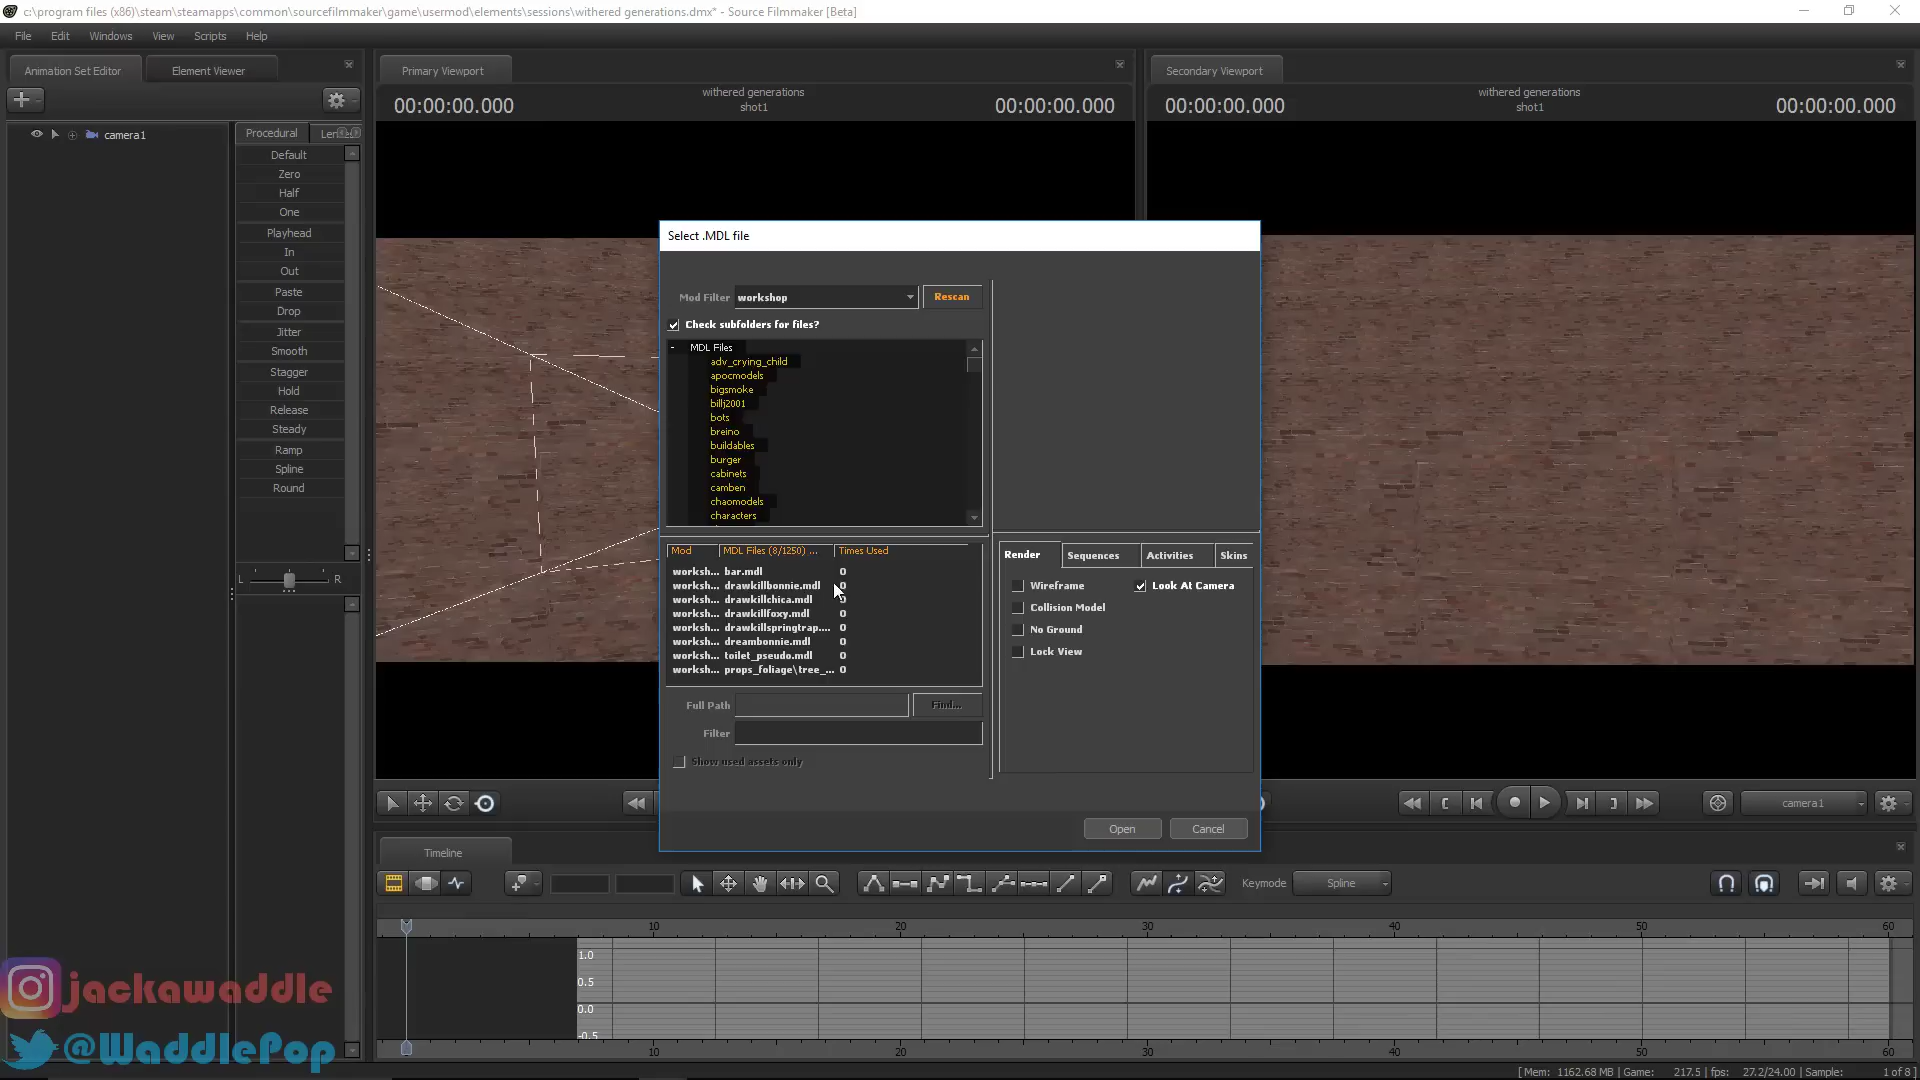 c:\program files (x86)\steam\steamapps\common\sourcefilmmaker\game\usermod\elements\sessions\withered generations.dmx* - Source Filmmaker [Beta]
File Edit Windows View Scripts Help
Animation Set Editor Element Viewer
Primary Viewport
Secondary Viewport
00:00:00.000
withered generations
shot1
00:00:00.000
00:00:00.000
withered generations
shot1
00:00:00.000
camera1
Procedural
Default
Zero
Half
One
Playhead
In
Out
Paste
Drop
Jitter
Smooth
Stagger
Hold
Release
Steady
Ramp
Spline
Round
L R
Select .MDL file
Mod Filter workshop Rescan
Check subfolders for files?
- MDL Files
adv_crying_child
apocmodels
bigsmoke
billj2001
bots
breino
buildables
burger
cabinets
camben
chaomodels
characters
Mod MDL Files (8/1250) ... Times Used
worksh... bar.mdl 0
worksh... drawkillbonnie.mdl 0
worksh... drawkillchica.mdl 0
worksh... drawkillfoxy.mdl 0
worksh... drawkillspringtrap.... 0
worksh... dreambonnie.mdl 0
worksh... toilet_pseudo.mdl 0
worksh... props_foliage\tree_... 0
Full Path Find...
Filter
Show used assets only
Render Sequences Activities Skins
Wireframe Look At Camera
Collision Model
No Ground
Lock View
Open Cancel
camera1
Timeline
Keymode Spline
10 20 30 40 50 60
1.0
0.5
0.0
-0.5
10 20 30 40 50 60
jackawaddle
@WaddlePop
[ Mem: 1162.68 MB | Game: 217.5 | fps: 27.2/24.00 | Sample: 1 of 8 ]